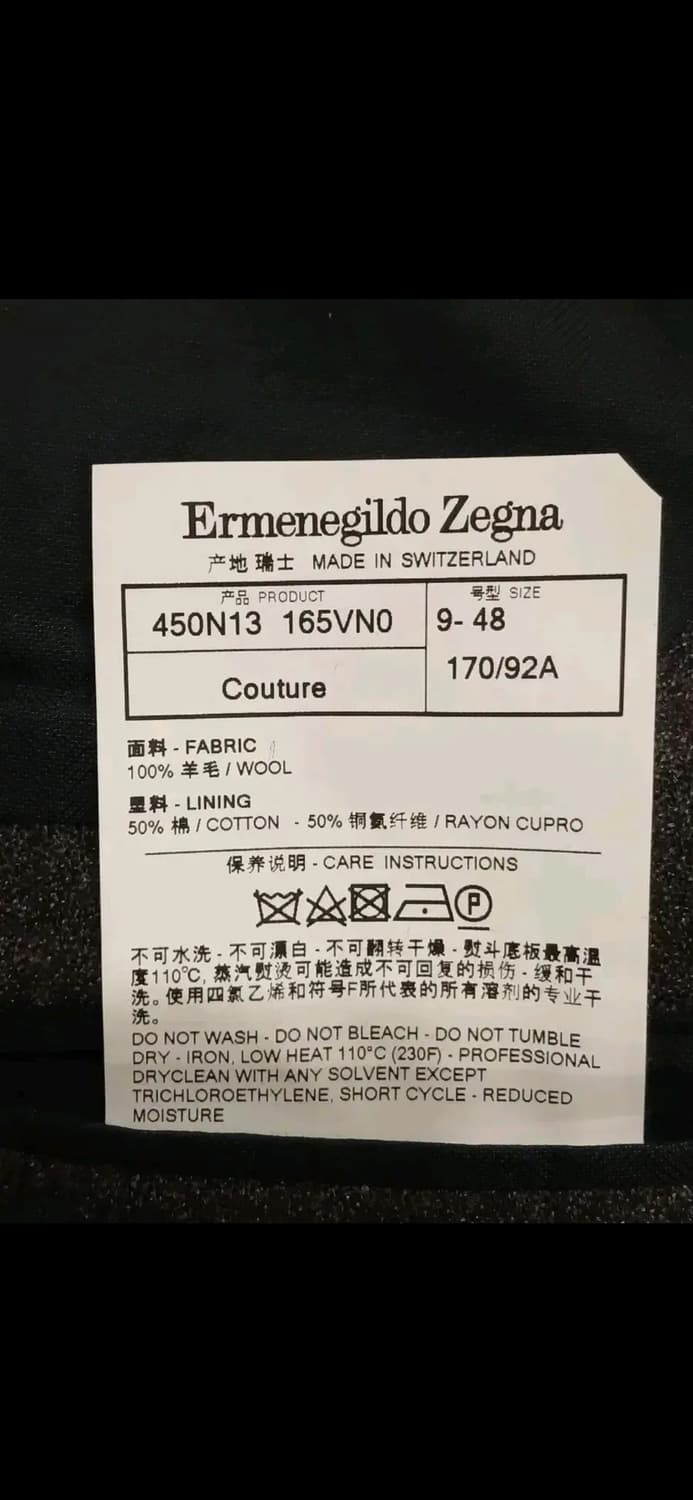 Ermenegildo Zegna
产地 瑞士 MADE IN SWITZERLAND
产品 PRODUCT
450N13 165VN0
号型 SIZE
9- 48
170/92A
Couture
面料 - FABRIC
100% 羊毛 / WOOL
里料 - LINING
50% 棉 / COTTON - 50% 铜氨纤维 / RAYON CUPRO
保养说明 - CARE INSTRUCTIONS
P
不可水洗 - 不可漂白 - 不可翻转干燥 - 熨斗底板最高温
度110℃, 蒸汽熨烫可能造成不可回复的损伤 - 缓和干
洗。使用四氯乙烯和符号F所代表的所有溶剂的专业干
洗。
DO NOT WASH - DO NOT BLEACH - DO NOT TUMBLE
DRY - IRON, LOW HEAT 110°C (230F) - PROFESSIONAL
DRYCLEAN WITH ANY SOLVENT EXCEPT
TRICHLOROETHYLENE, SHORT CYCLE - REDUCED
MOISTURE